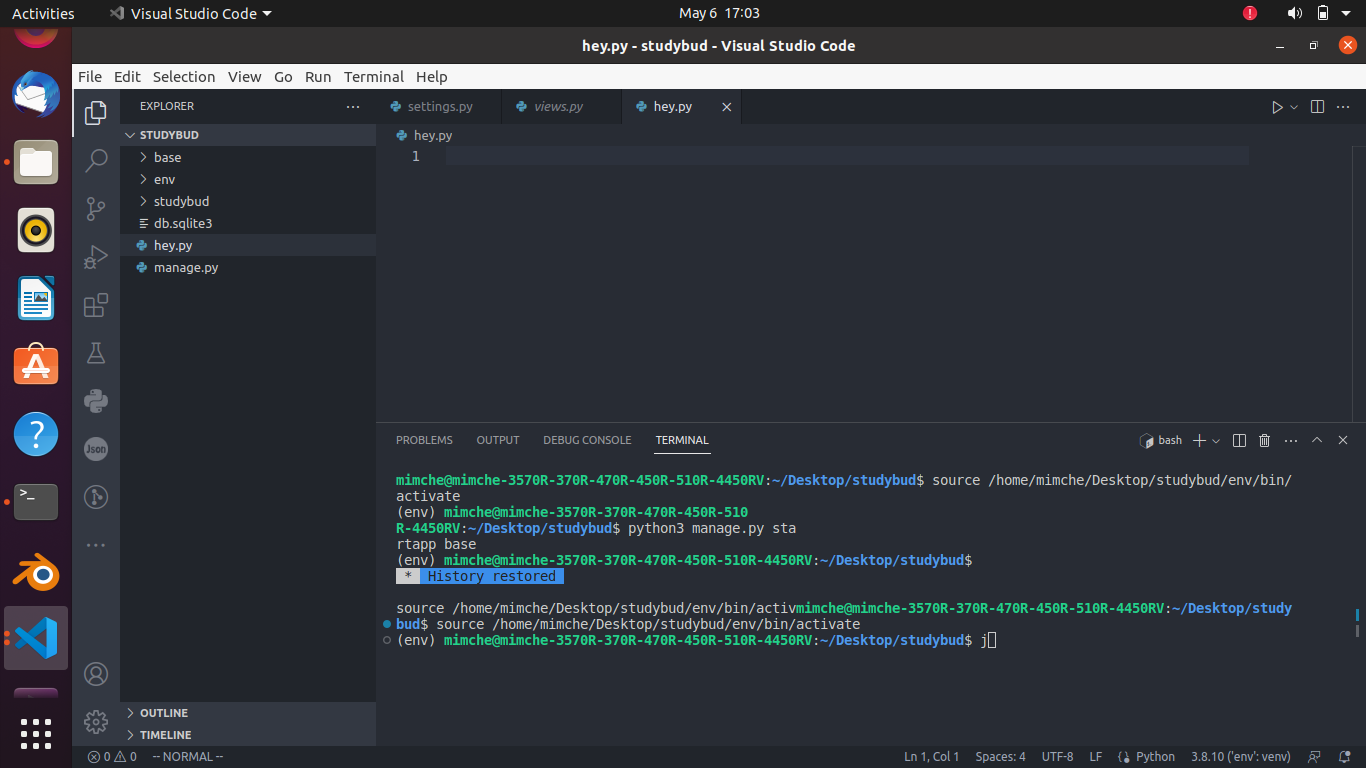 Activities
Visual Studio Code
May 6 17:03
hey.py - studybud - Visual Studio Code
File Edit Selection View Go Run Terminal Help
EXPLORER
settings.py
views.py
hey.py
STUDYBUD
hey.py
base
1
env
studybud
db.sqlite3
hey.py
manage.py
Json
PROBLEMS OUTPUT DEBUG CONSOLE TERMINAL
bash
mimche@mimche-3570R-370R-470R-450R-510R-4450RV:~/Desktop/studybud$ source /home/mimche/Desktop/studybud/env/bin/
activate
(env) mimche@mimche-3570R-370R-470R-450R-510
R-4450RV:~/Desktop/studybud$ python3 manage.py sta
rtapp base
(env) mimche@mimche-3570R-370R-470R-450R-510R-4450RV:~/Desktop/studybud$
* History restored
source /home/mimche/Desktop/studybud/env/bin/activmimche@mimche-3570R-370R-470R-450R-510R-4450RV:~/Desktop/study
bud$ source /home/mimche/Desktop/studybud/env/bin/activate
(env) mimche@mimche-3570R-370R-470R-450R-510R-4450RV:~/Desktop/studybud$ j
OUTLINE
TIMELINE
0 0 -- NORMAL --
Ln 1, Col 1 Spaces: 4 UTF-8 LF Python 3.8.10 ('env': venv)